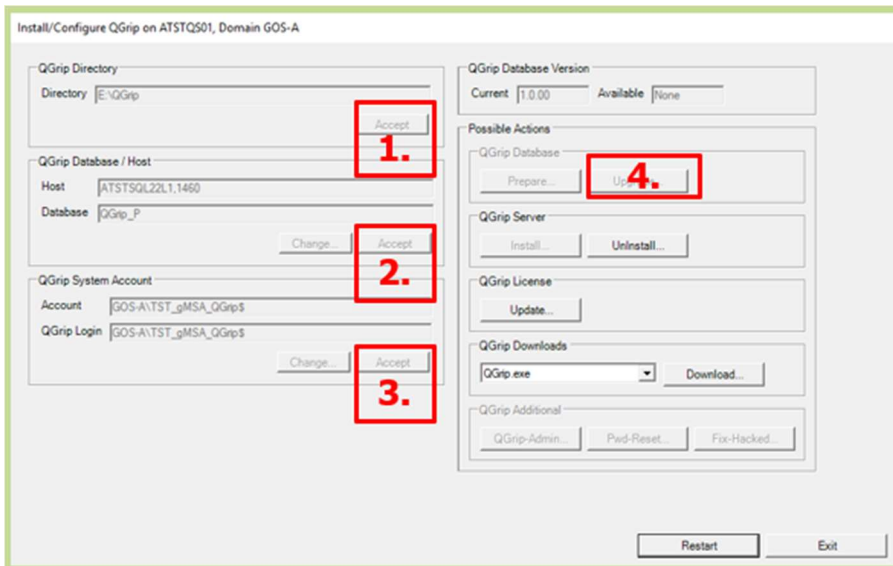 Install/Configure QGrip on ATSTQS01, Domain GOS-A
QGrip Directory
Directory E:\QGrip
Accept
1.
QGrip Database / Host
Host ATSTSQL22L1,1460
Database QGrip_P
Change... Accept
2.
QGrip System Account
Account GOS-A\TST_gMSA_QGrip$
QGrip Login GOS-A\TST_gMSA_QGrip$
Change... Accept
3.
QGrip Database Version
Current 1.0.00 Available None
Possible Actions
QGrip Database
Prepare... 4.
QGrip Server
Install... UnInstall...
QGrip License
Update...
QGrip Downloads
QGrip.exe Download...
QGrip Additional
QGrip-Admin... Pwd-Reset... Fix-Hacked...
Restart Exit